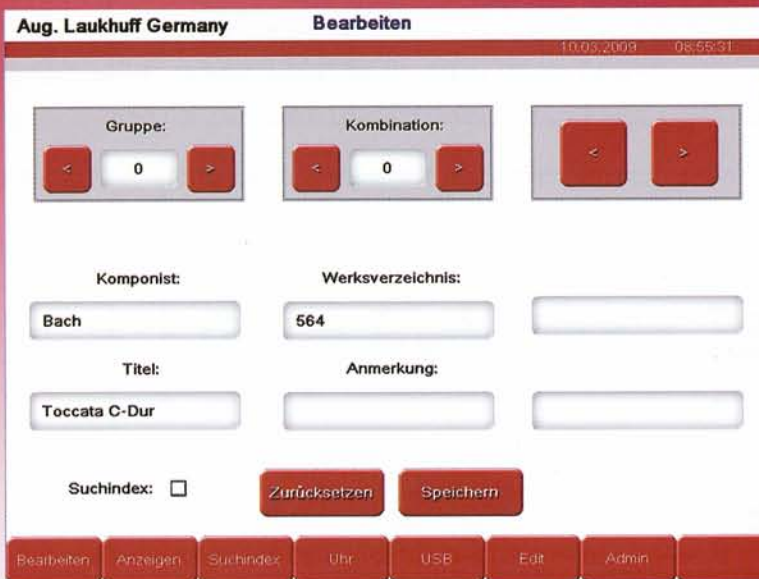 Aug. Laukhuff Germany Bearbeiten
10.03.2009 08:55:31
Gruppe: Kombination:
< 0 > < 0 > < >
Komponist: Werksverzeichnis:
Bach 564
Titel: Anmerkung:
Toccata C-Dur
Suchindex: Zurücksetzen Speichern
Bearbeiten Anzeigen Suchindex Uhr USB Edit Admin